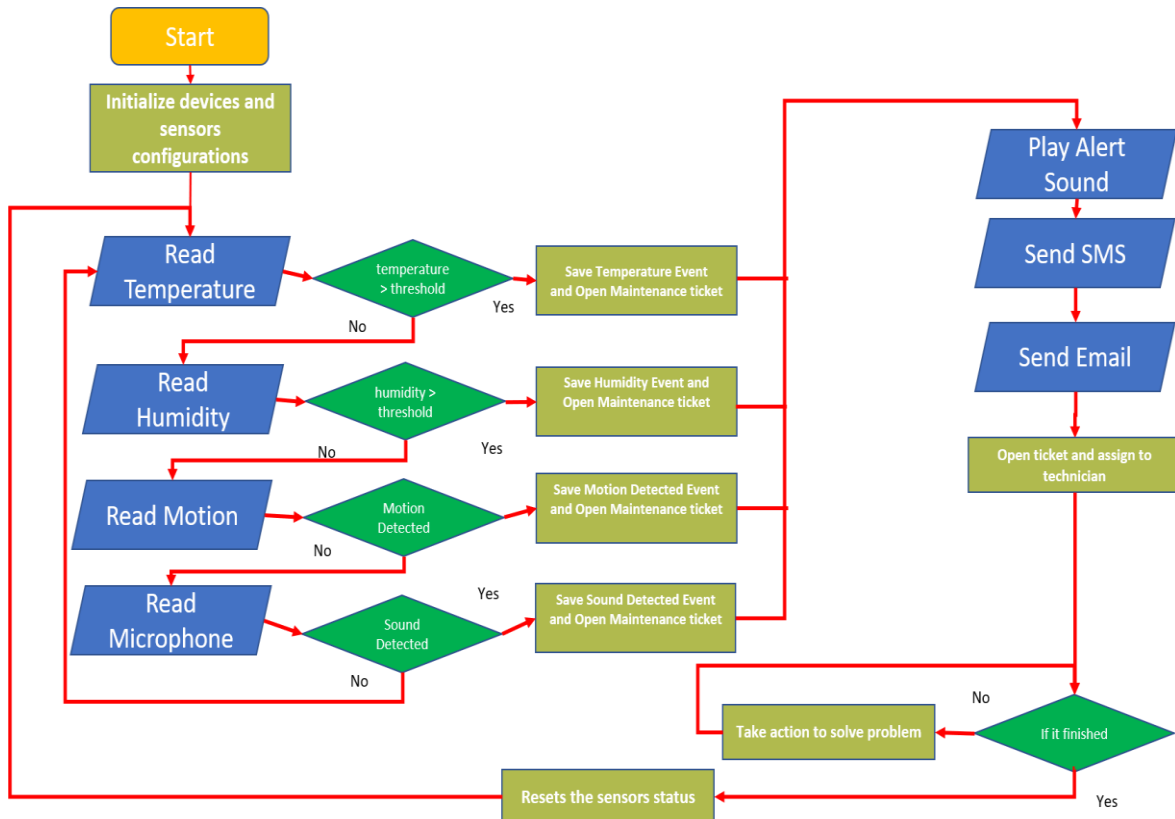 Start
Initialize devices and
sensors
configurations
Read
Temperature
temperature
> threshold
Yes
No
Save Temperature Event
and Open Maintenance ticket
Read
Humidity
humidity >
threshold
Yes
No
Save Humidity Event and
Open Maintenance ticket
Read Motion
Motion
Detected
No
Save Motion Detected Event
and Open Maintenance ticket
Read
Microphone
Sound
Detected
Yes
No
Save Sound Detected Event
and Open Maintenance ticket
Play Alert
Sound
Send SMS
Send Email
Open ticket and assign to
technician
If it finished
No
Take action to solve problem
Yes
Resets the sensors status